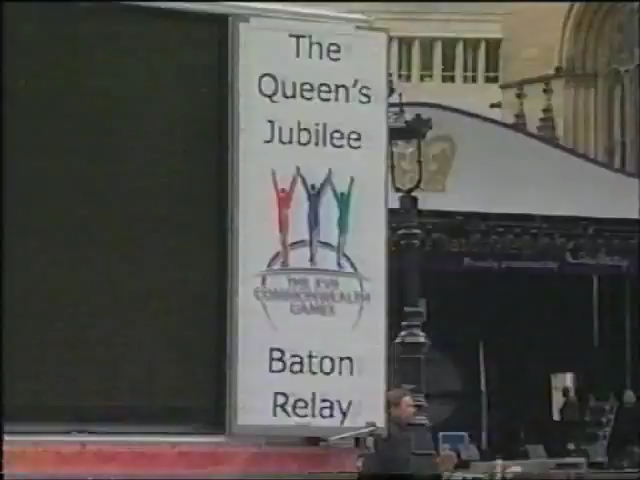 The
Queen's
Jubilee
THE XVII
COMMONWEALTH
GAMES
Baton
Relay